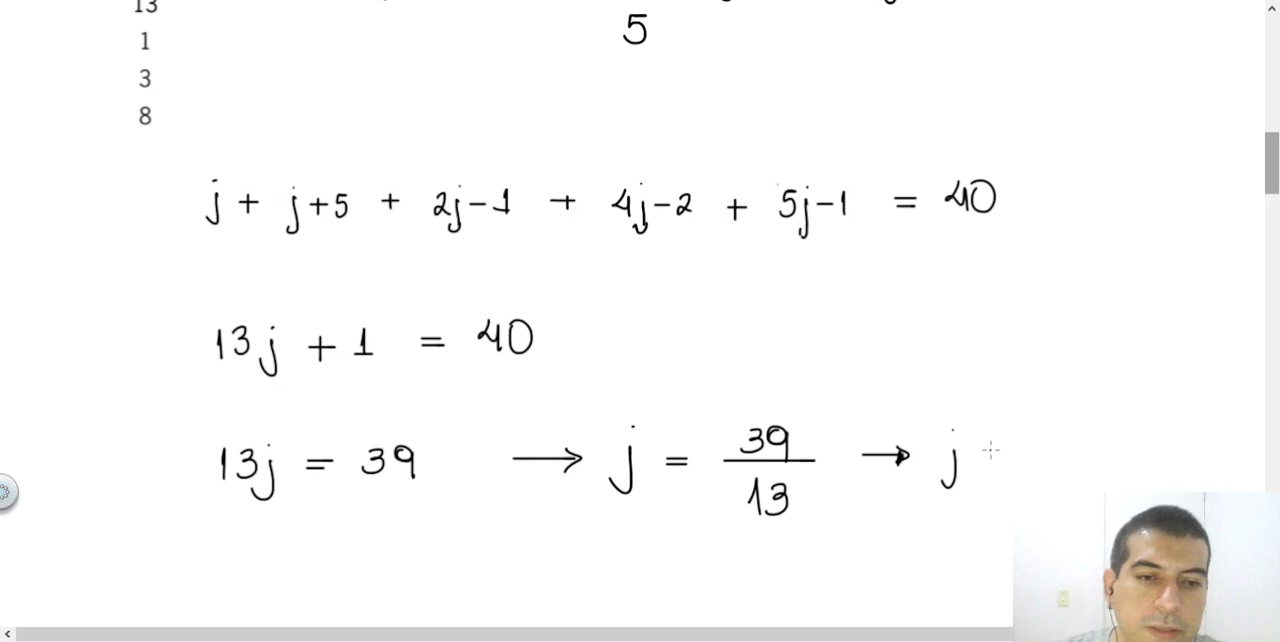 13
5
1
3
8
j + j+5 + 2j-1 + 4j-2 + 5j-1 = 40
13j + 1 = 40
13j = 39 → j = 39/13 → j